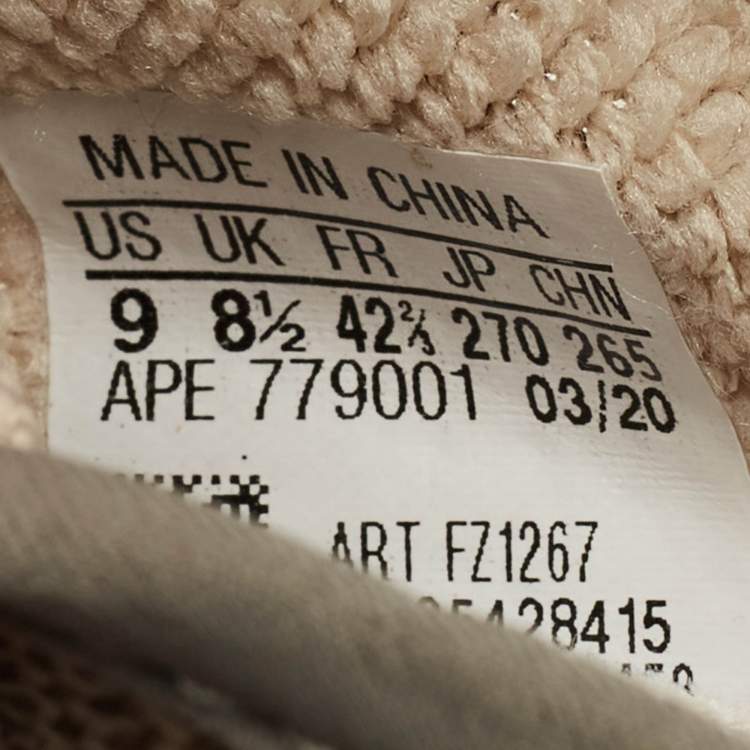 MADE IN CHINA
US UK FR JP CHN
9 8½ 42⅔ 270 265
APE 779001 03/20
ART FZ1267